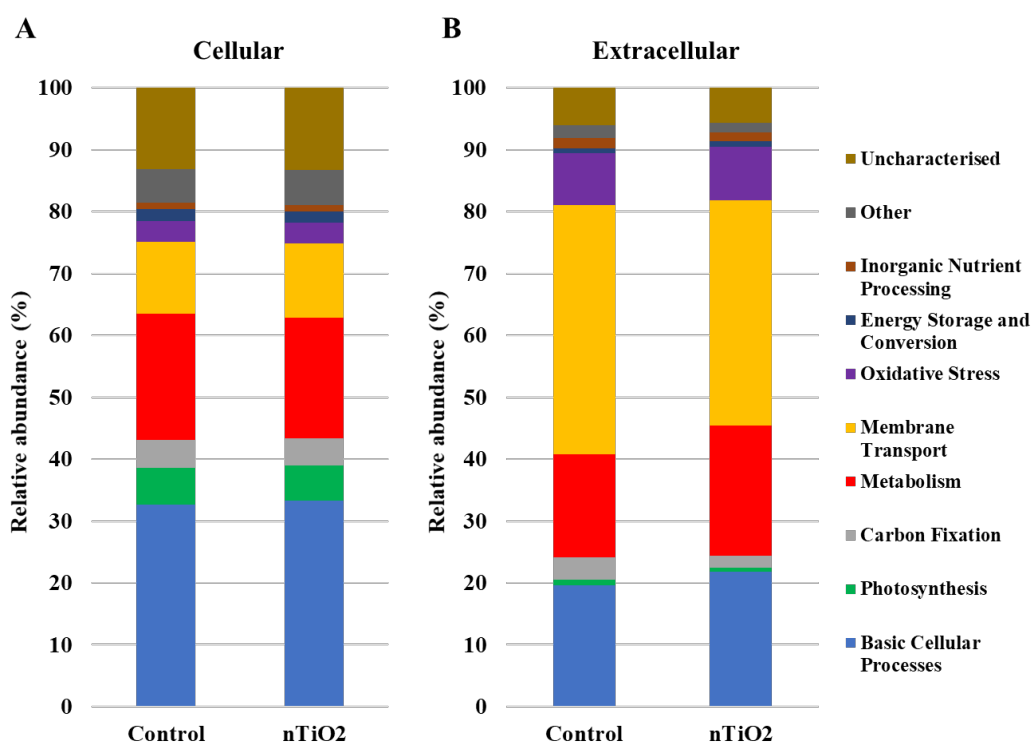 A
B
Cellular
Extracellular
Relative abundance (%)
100
90
80
70
60
50
40
30
20
10
0
Control
nTiO2
Relative abundance (%)
100
90
80
70
60
50
40
30
20
10
0
Control
nTiO2
Uncharacterised
Other
Inorganic Nutrient
Processing
Energy Storage and
Conversion
Oxidative Stress
Membrane
Transport
Metabolism
Carbon Fixation
Photosynthesis
Basic Cellular
Processes